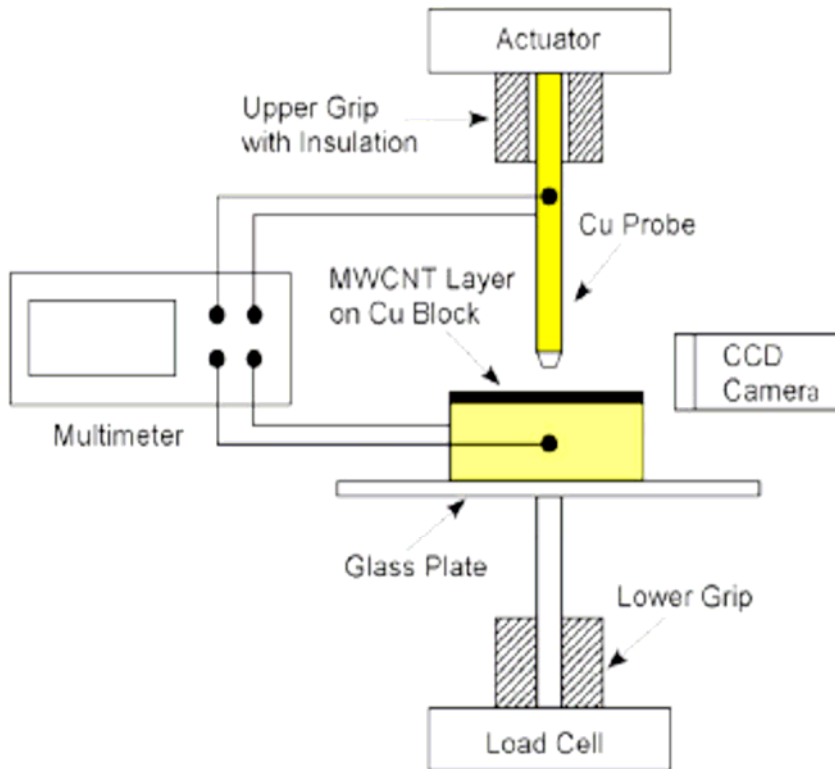 Actuator
Upper Grip
with Insulation
Cu Probe
MWCNT Layer
on Cu Block
CCD
Camera
Multimeter
Glass Plate
Lower Grip
Load Cell